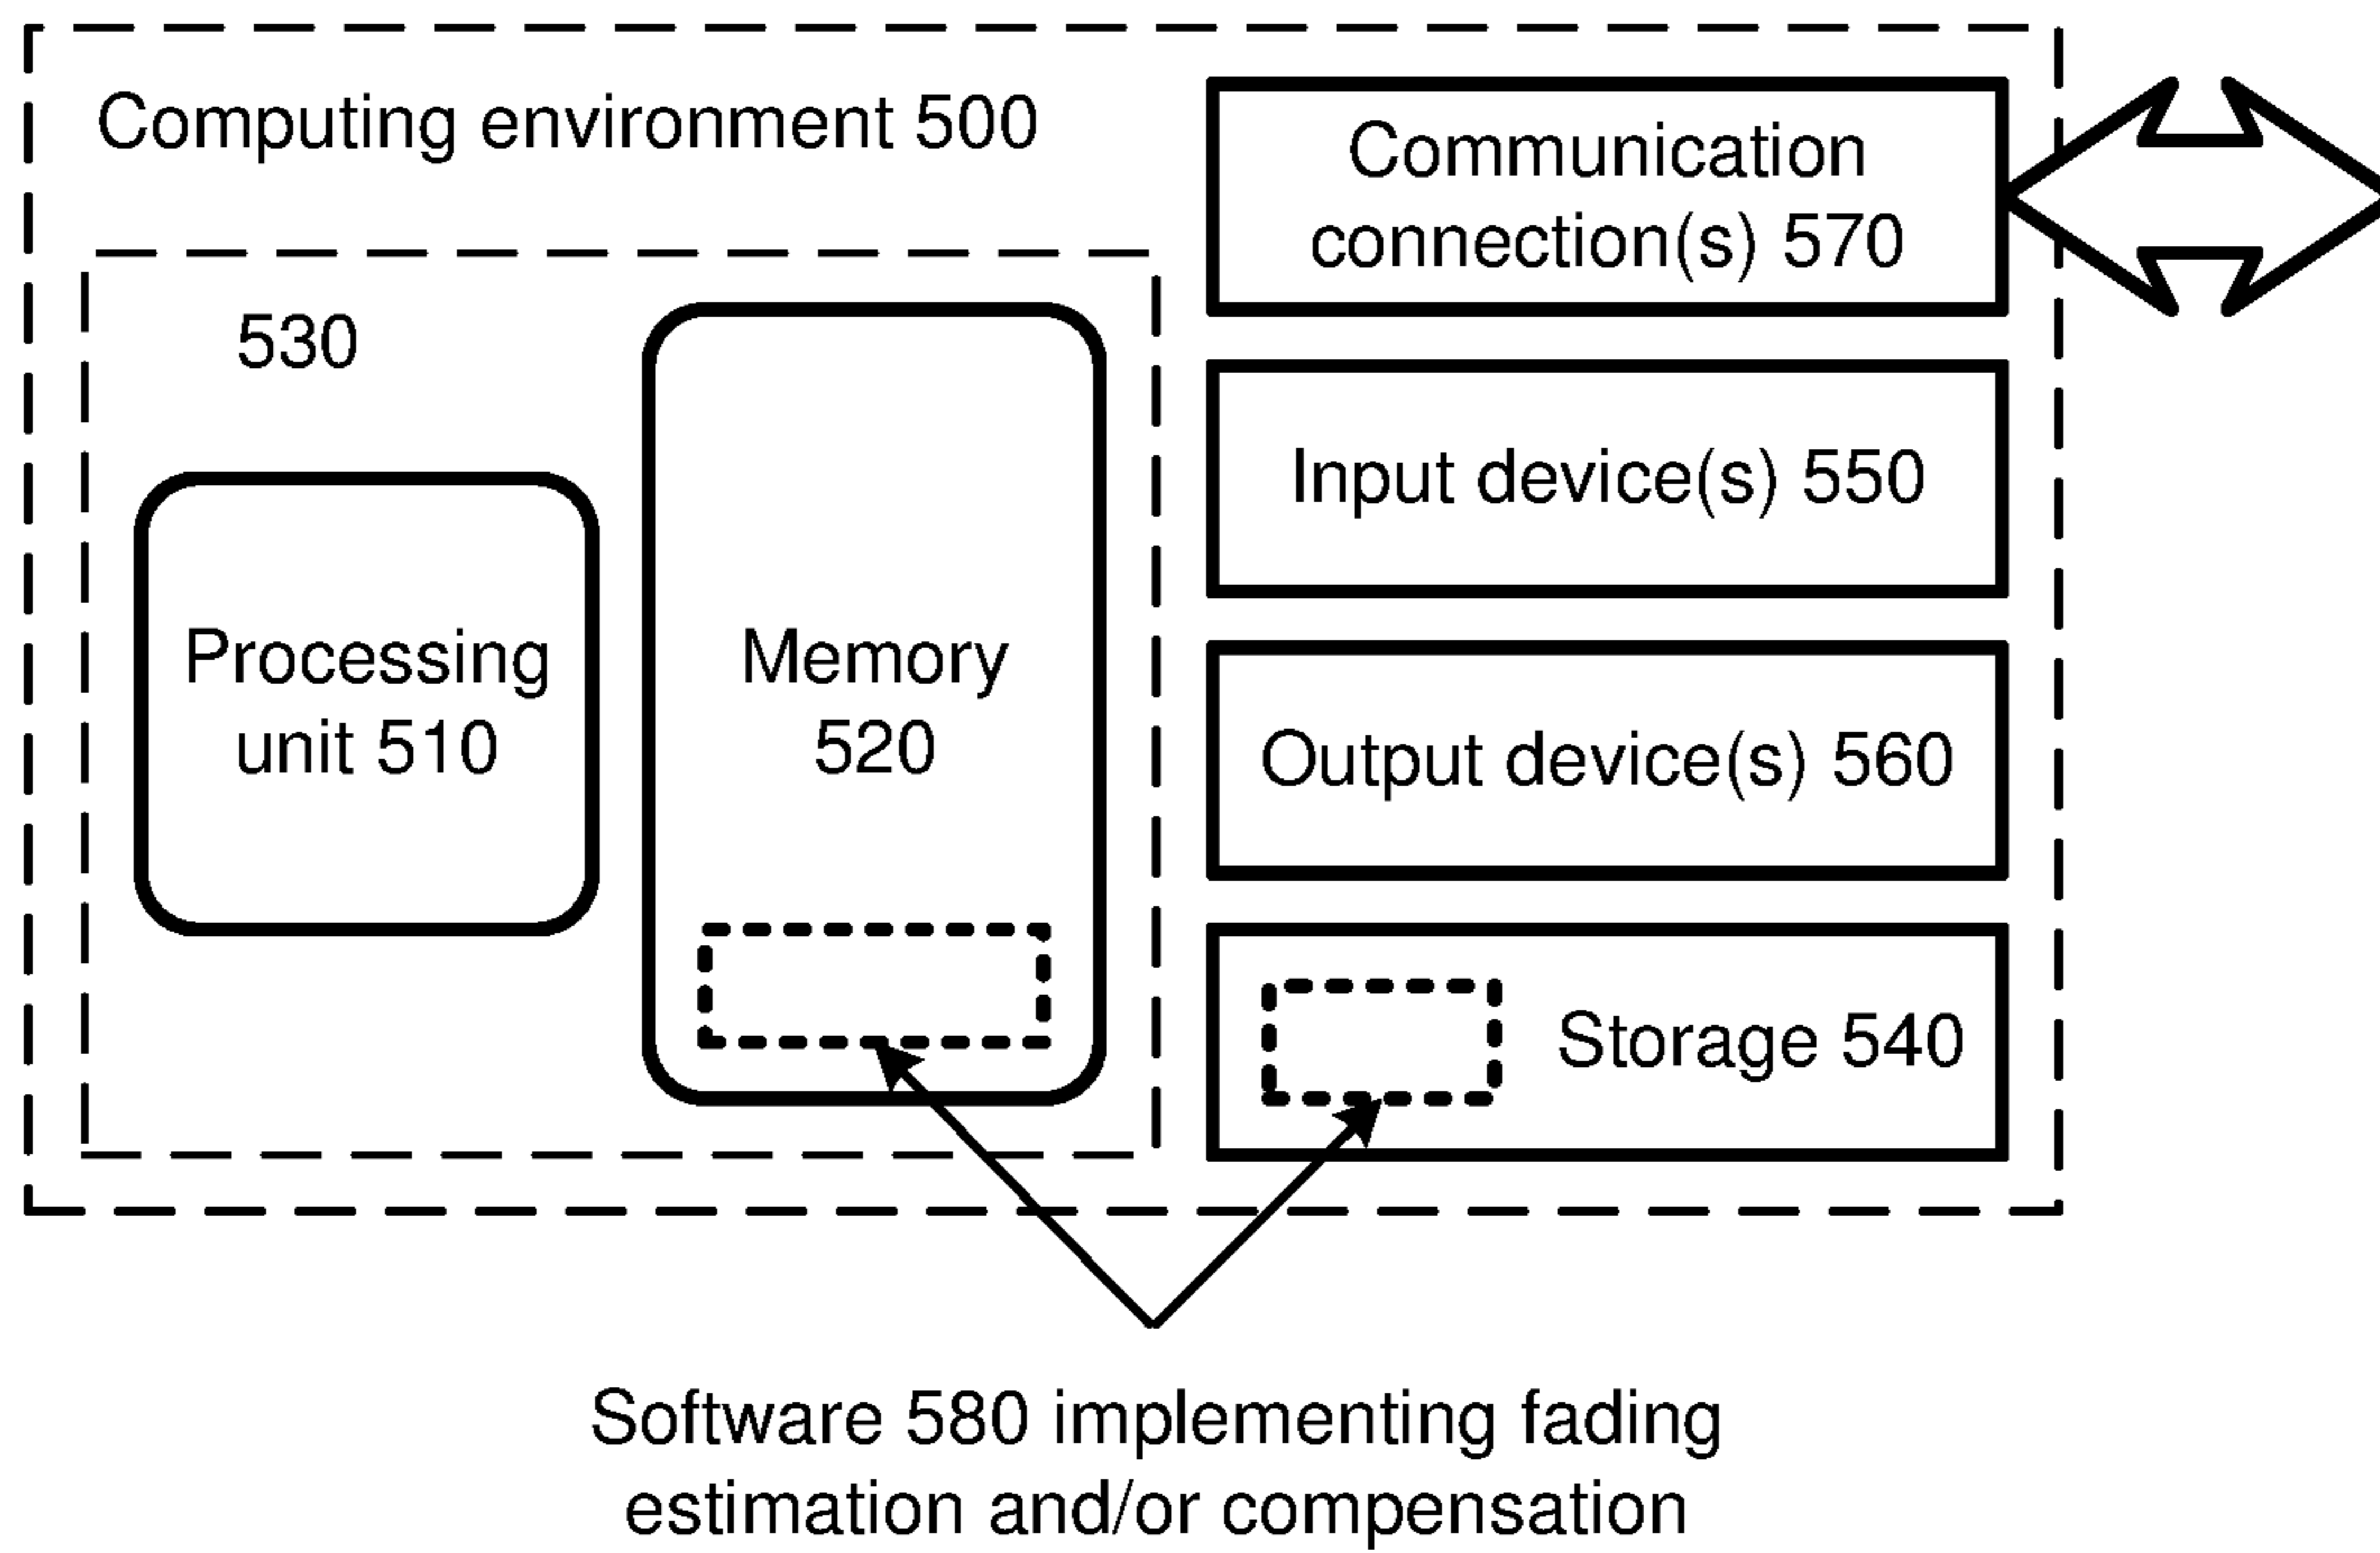 Computing environment 500
Communication
connection(s) 570
530
Input device(s) 550
Processing
unit 510
Memory
520
Output device(s) 560
Storage 540
Software 580 implementing fading
estimation and/or compensation